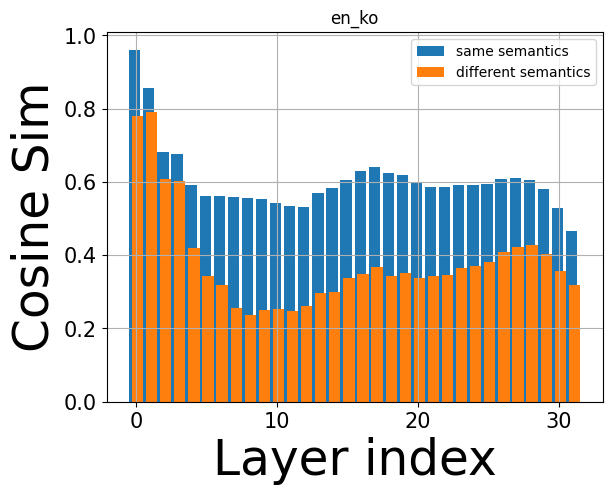 en_ko
same semantics
different semantics
Cosine Sim
1.0
0.8
0.6
0.4
0.2
0.0
0 10 20 30
Layer index